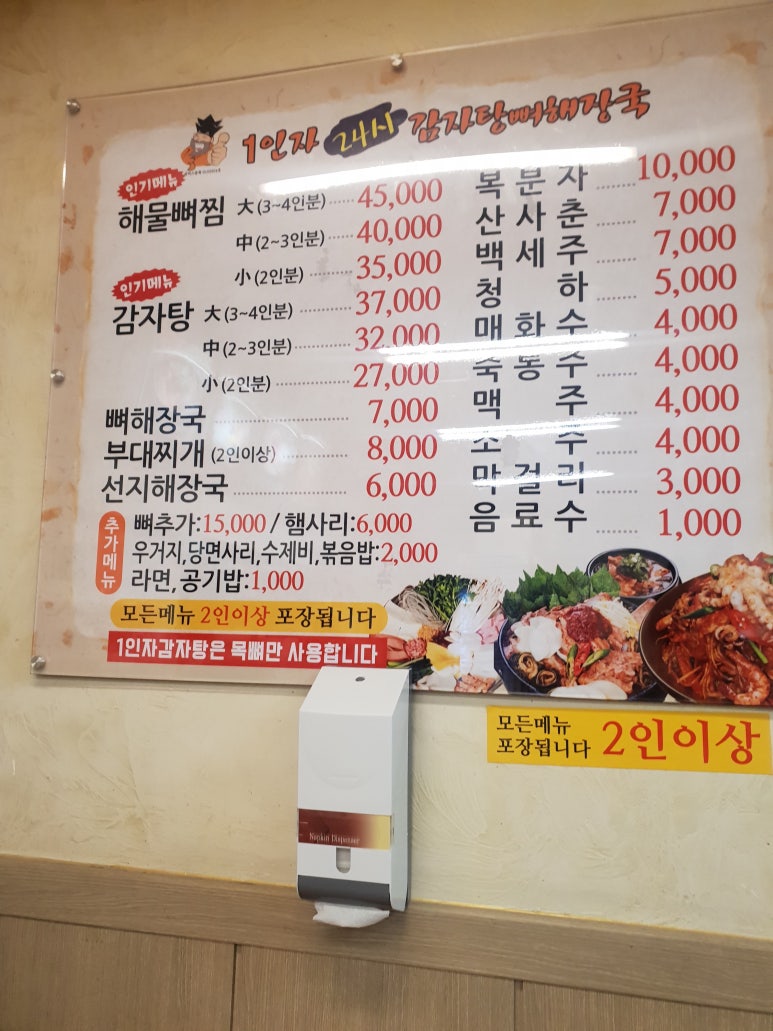 1인자 24시 감자탕뼈해장국
인기메뉴
해물뼈찜 大(3~4인분) 45,000
中(2~3인분) 40,000
小(2인분) 35,000
인기메뉴
감자탕 大(3~4인분) 37,000
中(2~3인분) 32,000
小(2인분) 27,000
뼈해장국 7,000
부대찌개 (2인이상) 8,000
선지해장국 6,000
추가메뉴
뼈추가:15,000 / 햄사리:6,000
우거지,당면사리,수제비,볶음밥:2,000
라면, 공기밥:1,000
모든메뉴 2인이상 포장됩니다
1인자감자탕은 목뼈만 사용합니다
복분자 10,000
산사춘 7,000
백세주 7,000
청하 5,000
매화수 4,000
숙통주 4,000
맥주 4,000
소주 4,000
막걸리 3,000
음료수 1,000
모든메뉴
포장됩니다 2인이상
Napkin Dispenser